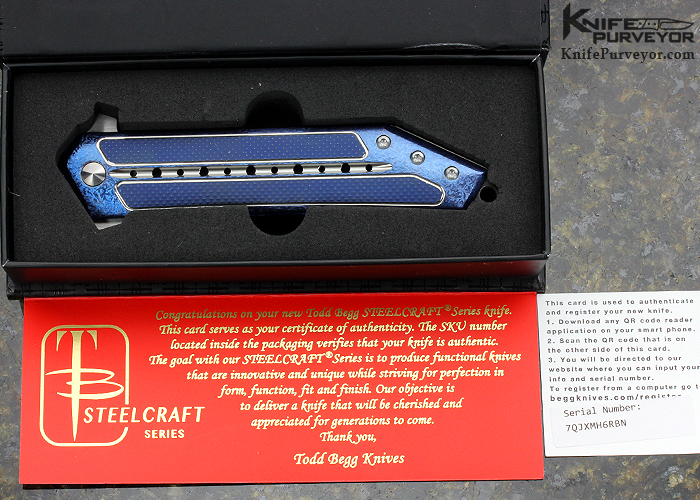 KNIFE
PURVEYOR
KnifePurveyor.com
Congratulations on your new Todd Begg STEELCRAFT® Series knife.
This card serves as your certificate of authenticity. The SKU number
located inside the packaging verifies that your knife is authentic.
The goal with our STEELCRAFT® Series is to produce functional knives
that are innovative and unique while striving for perfection in
form, function, fit and finish. Our objective is
to deliver a knife that will be cherished and
appreciated for generations to come.
Thank you,
Todd Begg Knives
TB
STEELCRAFT
SERIES
This card is used to authenticate
and register your new knife.
1. Download any QR code reader
application on your smart phone.
2. Scan the QR code that is on
the other side of this card.
3. You will be directed to our
website where you can input your
info and serial number.
To register from a computer go t
beggknives.com/register
Serial Number:
7QJXMH6RBN